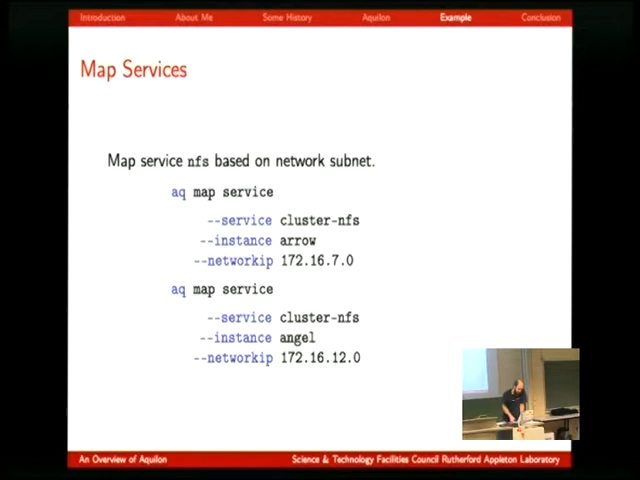 Introduction About Me Some History Aquilon Example Conclusion
Map Services
Map service nfs based on network subnet.
aq map service
--service cluster-nfs
--instance arrow
--networkip 172.16.7.0
aq map service
--service cluster-nfs
--instance angel
--networkip 172.16.12.0
An Overview of Aquilon Science & Technology Facilities Council Rutherford Appleton Laboratory